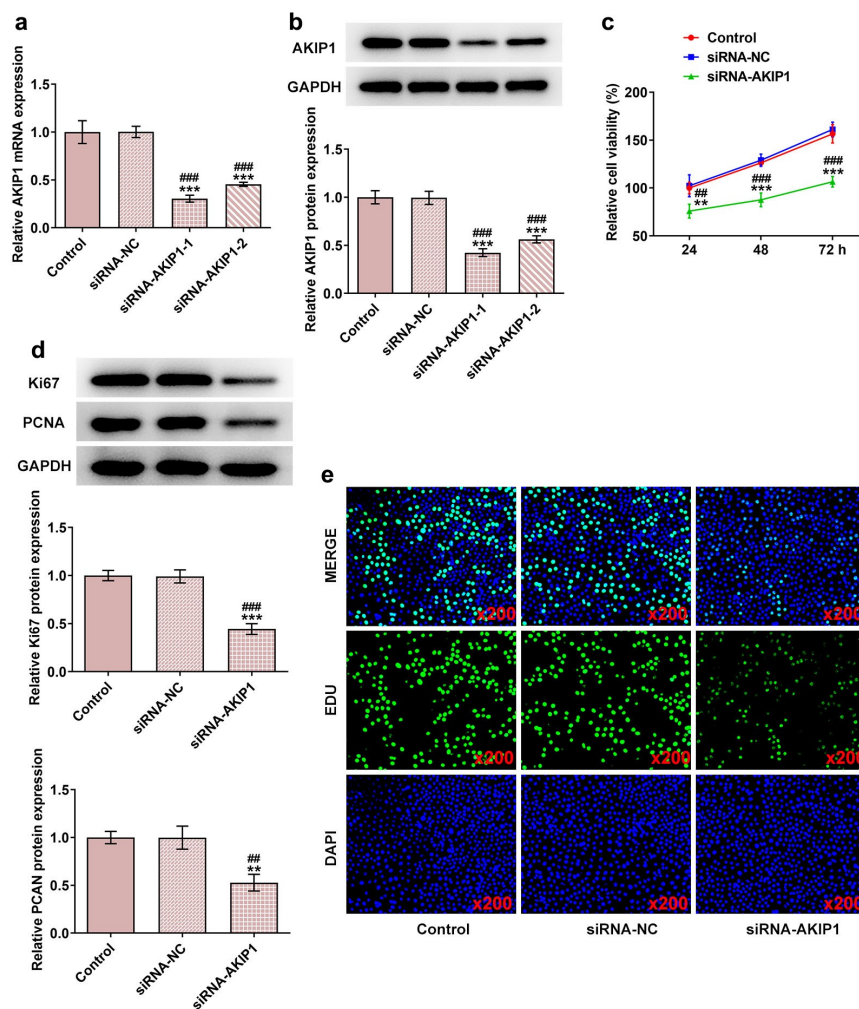 a
Relative AKIP1 mRNA expression
1.5
1.0
0.5
0.0
###
***
###
***
Control
siRNA-NC
siRNA-AKIP1-1
siRNA-AKIP1-2
b
AKIP1
GAPDH
Relative AKIP1 protein expression
1.5
1.0
0.5
0.0
###
***
###
***
Control
siRNA-NC
siRNA-AKIP1-1
siRNA-AKIP1-2
c
Control
siRNA-NC
siRNA-AKIP1
Relative cell viability (%)
200
150
100
50
##
**
###
***
###
***
24
48
72 h
d
Ki67
PCNA
GAPDH
Relative Ki67 protein expression
1.5
1.0
0.5
0.0
###
***
Control
siRNA-NC
siRNA-AKIP1
Relative PCAN protein expression
1.5
1.0
0.5
0.0
##
**
Control
siRNA-NC
siRNA-AKIP1
e
MERGE
x200
x200
x200
EDU
x200
x200
x200
DAPI
x200
x200
x200
Control
siRNA-NC
siRNA-AKIP1